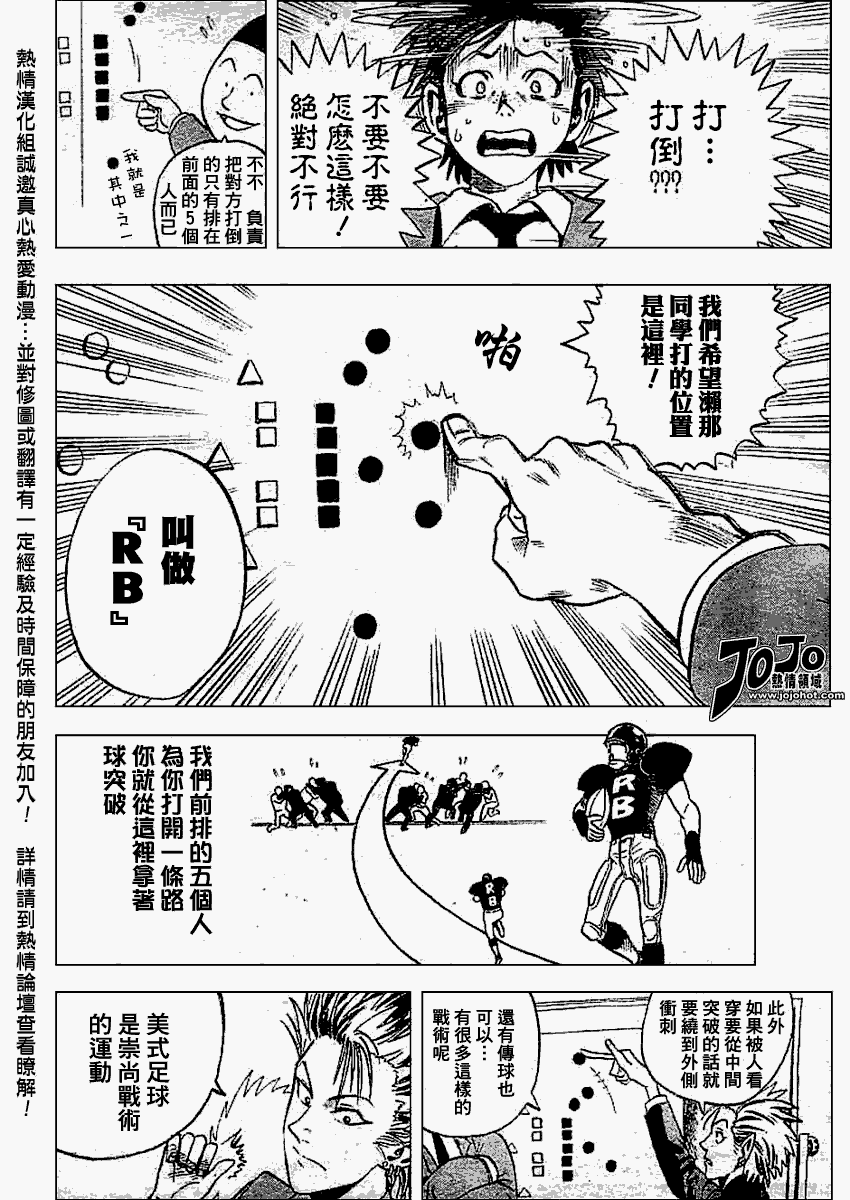 打…
打倒???
不要不要
怎麼這樣!
絕對不行
不不 負責
把對方打倒
的只有排在
前面的5個
人而已
我就是
其中之一
我們希望瀨那
同學打的位置
是這裡!
啪
叫做
『RB』
JOJO
熱情領域
www.jojohot.com
RB
RB
我們前排的五個人
為你打開一條路
你就從這裡拿著
球突破
此外
如果被人看
穿要從中間
突破的話就
要繞到外側
衝刺
還有傳球也
可以…
有很多這樣的
戰術呢
美式足球
是崇尚戰術
的運動
熱情漢化組誠邀真心熱愛動漫…並對修圖或翻譯有一定經驗及時間保障的朋友加入! 詳情請到熱情論壇查看瞭解!